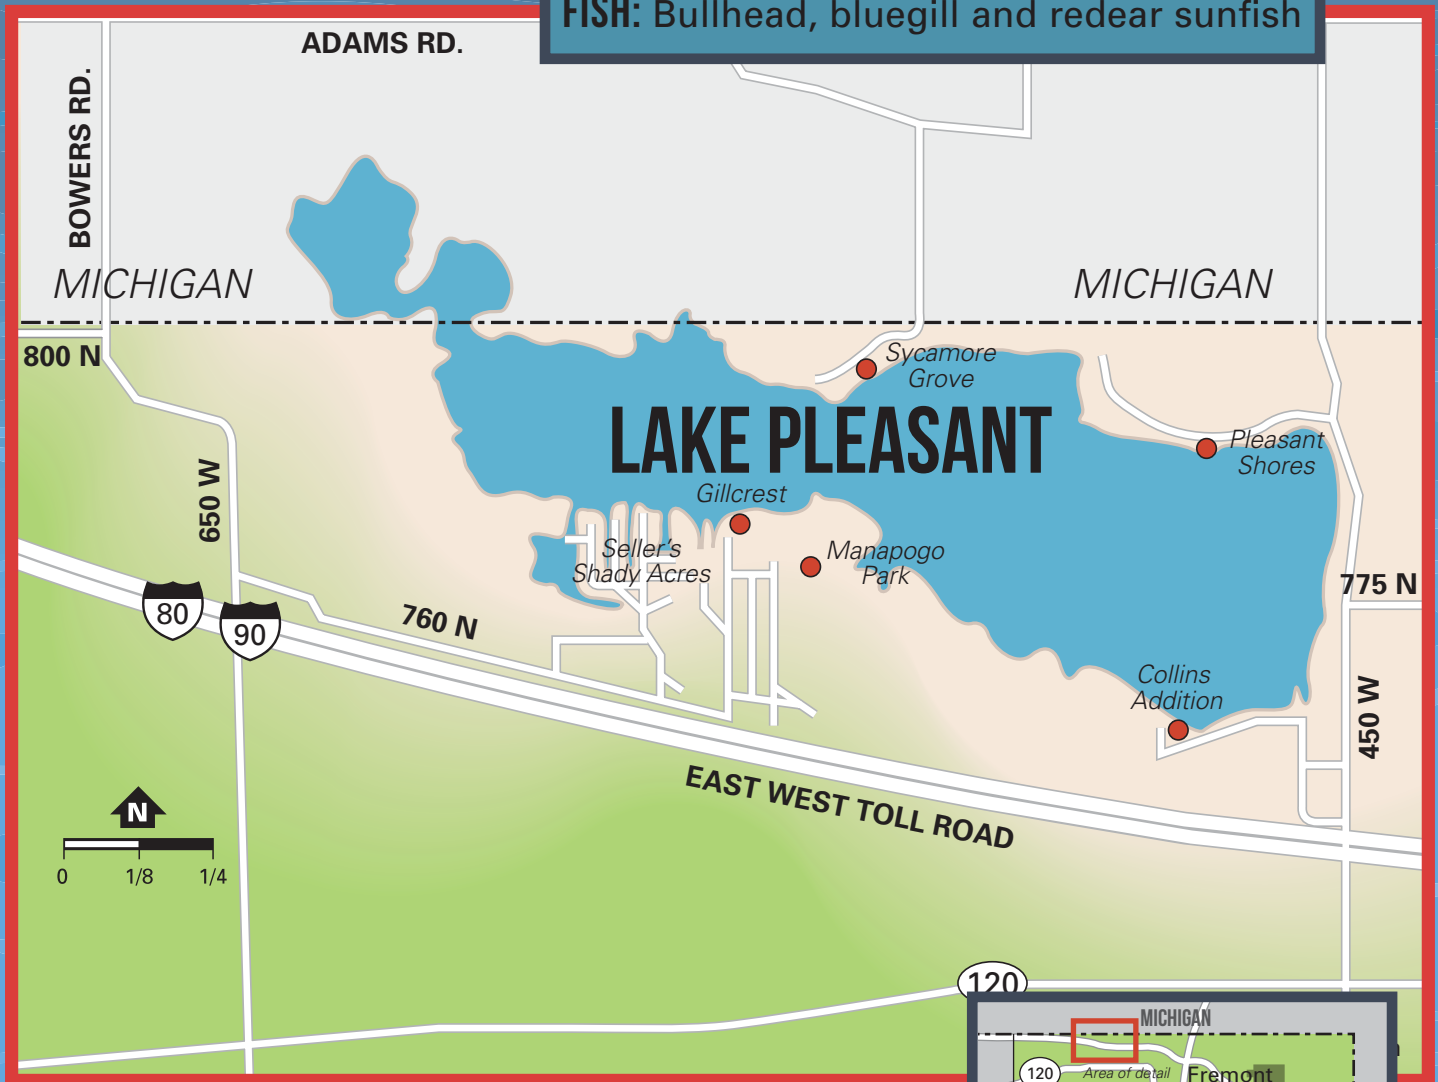 FISH: Bullhead, bluegill and redear sunfish
ADAMS RD.
BOWERS RD.
MICHIGAN
MICHIGAN
800 N
Sycamore
Grove
LAKE PLEASANT
Pleasant
Shores
Gillcrest
650 W
Seller's
Shady Acres
Manapogo
Park
775 N
80
90
760 N
Collins
Addition
450 W
EAST WEST TOLL ROAD
N
0 1/8 1/4
120
MICHIGAN
120
Area of detail
Fremont